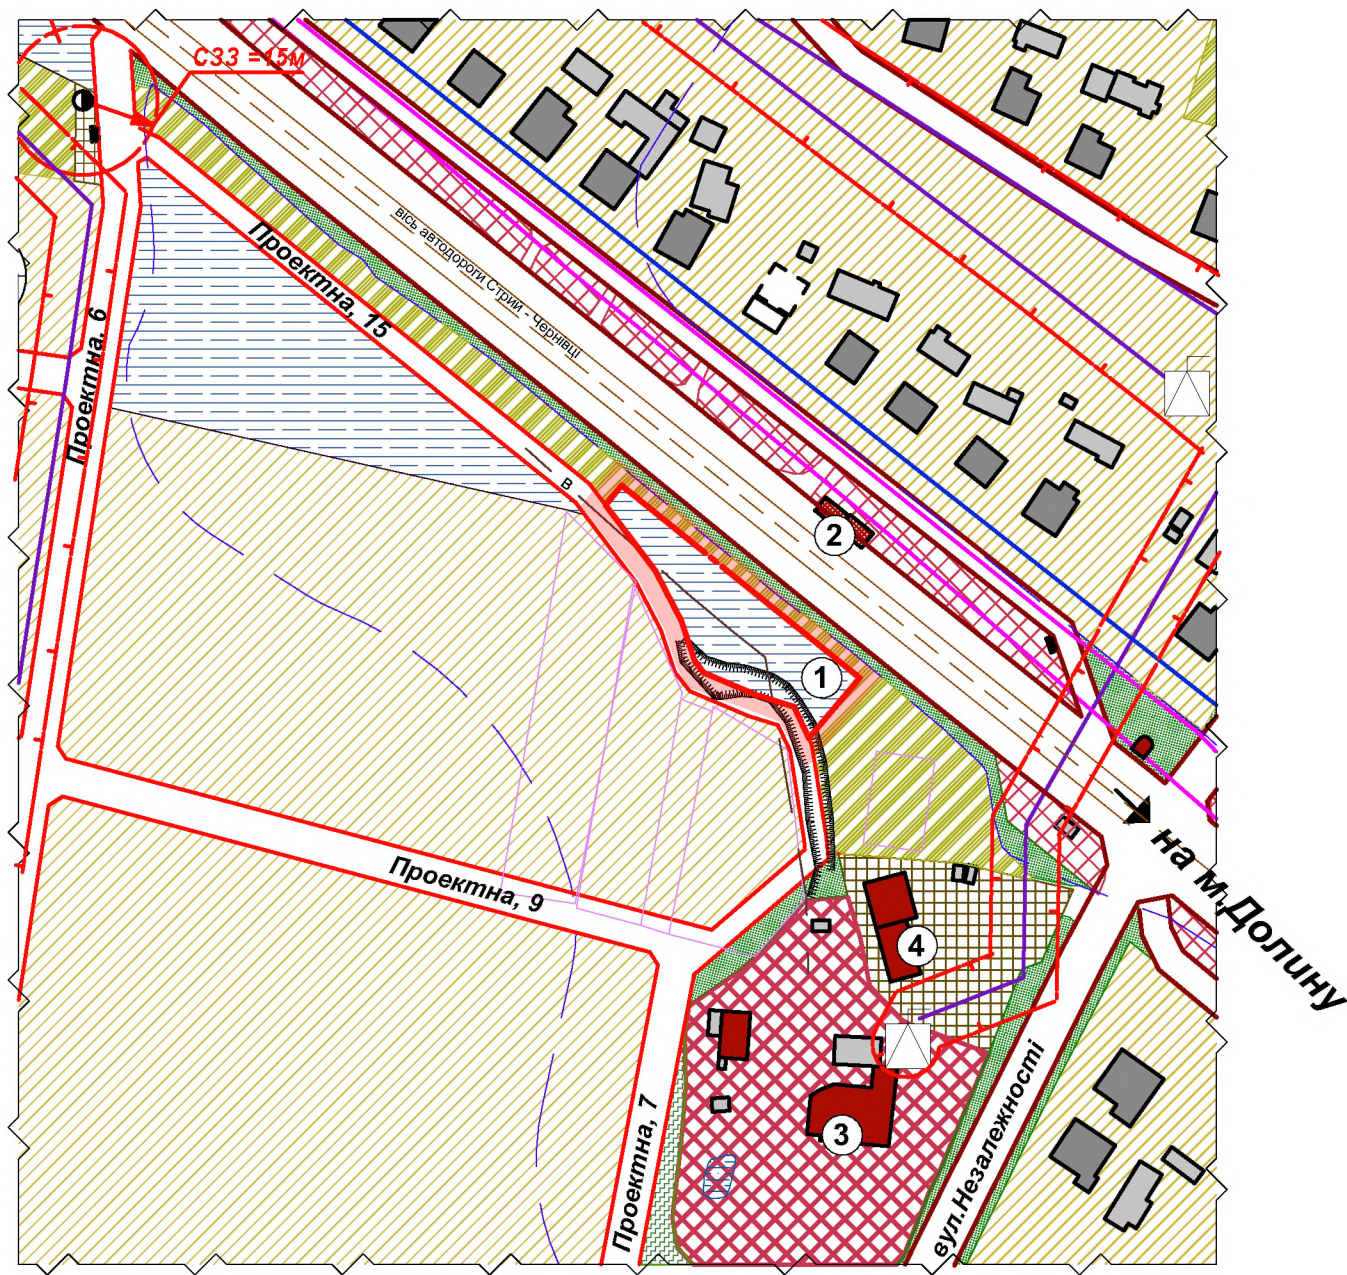 СЗЗ =15м
Проектна, 15
вісь автодороги Стрий - Чернівці
Проектна, 6
в
2
1
на м.Долину
Проектна, 9
4
3
вул.Незалежності
Проектна, 7